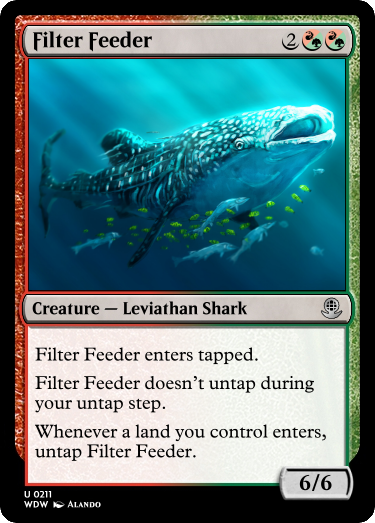 Filter Feeder 2
Creature — Leviathan Shark
Filter Feeder enters tapped.
Filter Feeder doesn't untap during
your untap step.
Whenever a land you control enters,
untap Filter Feeder.
6/6
U 0211
WDW Alando